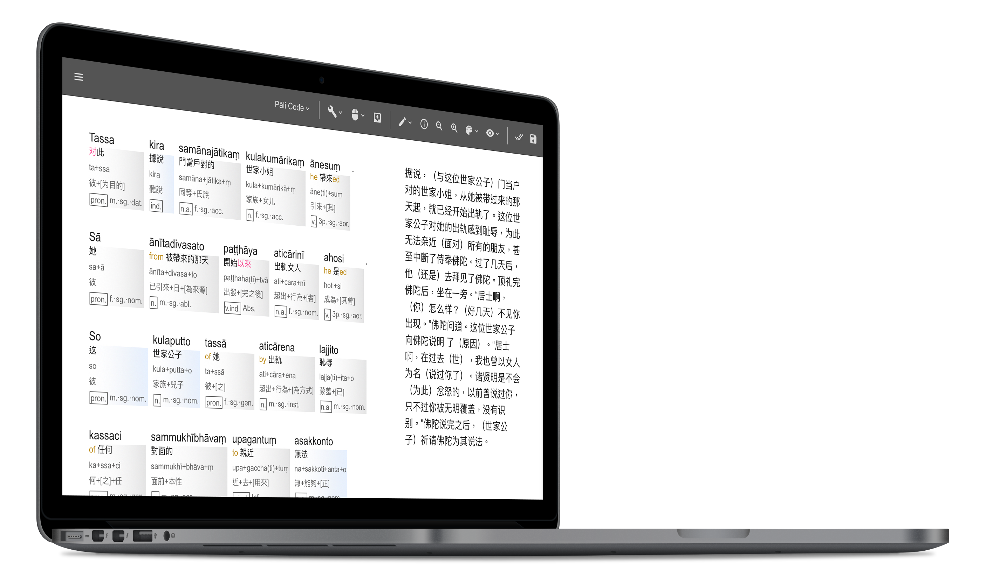 Pāli Code
Tassa kira samānajātikaṃ kulakumārikaṃ ānesuṃ .
对此 據說 門當戶對的 世家小姐 he 帶來ed
ta+ssa kira samāna+jātika+ṃ kula+kumārikā+ṃ āne(ti)+suṃ
彼+[为目的] 聽說 同等+氏族 家族+女儿 引來+[其]
pron. m.·sg.·dat. ind. n.a. f.·sg.·acc. n. f.·sg.·acc. v. 3p.·sg.·aor.
Sā ānītadivasato paṭṭhāya aticārinī ahosi .
她 from 被帶來的那天 開始以來 出軌女人 he 是ed
sa+ā ānīta+divasa+to paṭṭhaha(ti)+tvā ati+cara+nī hoti+si
彼 已引來+日+[為來源] 出發+[完之後] 超出+行為+[者] 成為+[其曾]
pron. f.·sg.·nom. n. m.·sg.·abl. v.ind. Abs. n.a. f.·sg.·nom. v. 3p.·sg.·aor.
So kulaputto tassā aticārena lajjito
这 世家公子 of 她 by 出軌 恥辱
so kula+putta+o ta+ssā ati+cāra+ena lajja(ti)+ita+o
彼 家族+兒子 彼+[之] 超出+行為+[為方式] 蒙羞+[已]
pron. m.·sg.·nom. n. m.·sg.·nom. pron. f.·sg.·gen. n. m.·sg.·inst. n.a. m.·sg.·nom.
kassaci sammukhībhāvaṃ upagantuṃ asakkonto
of 任何 對面的 to 親近 無法
ka+ssa+ci sammukhī+bhāva+ṃ upa+gaccha(ti)+tuṃ na+sakkoti+anta+o
何+[之]+任 面前+本性 近+去+[用來] 無+能夠+[正]
据说，（与这位世家公子）门当户
对的世家小姐，从她被带过来的那
天起，就已经开始出轨了。这位世
家公子对她的出轨感到耻辱，为此
无法亲近（面对）所有的朋友，甚
至中断了侍奉佛陀。过了几天后，
他（还是）去拜见了佛陀。顶礼完
佛陀后，坐在一旁。“居士啊，
（你）怎么样？（好几天）不见你
出现。”佛陀问道。这位世家公子
向佛陀说明 了（原因）。“居士
啊，在过去（世），我也曾以女人
为名（说过你了）。诸贤明是不会
（为此）忿怒的，以前曾说过你，
只不过你被无明覆盖，没有识
别。”佛陀说完之后，（世家公
子）祈请佛陀为其说法。